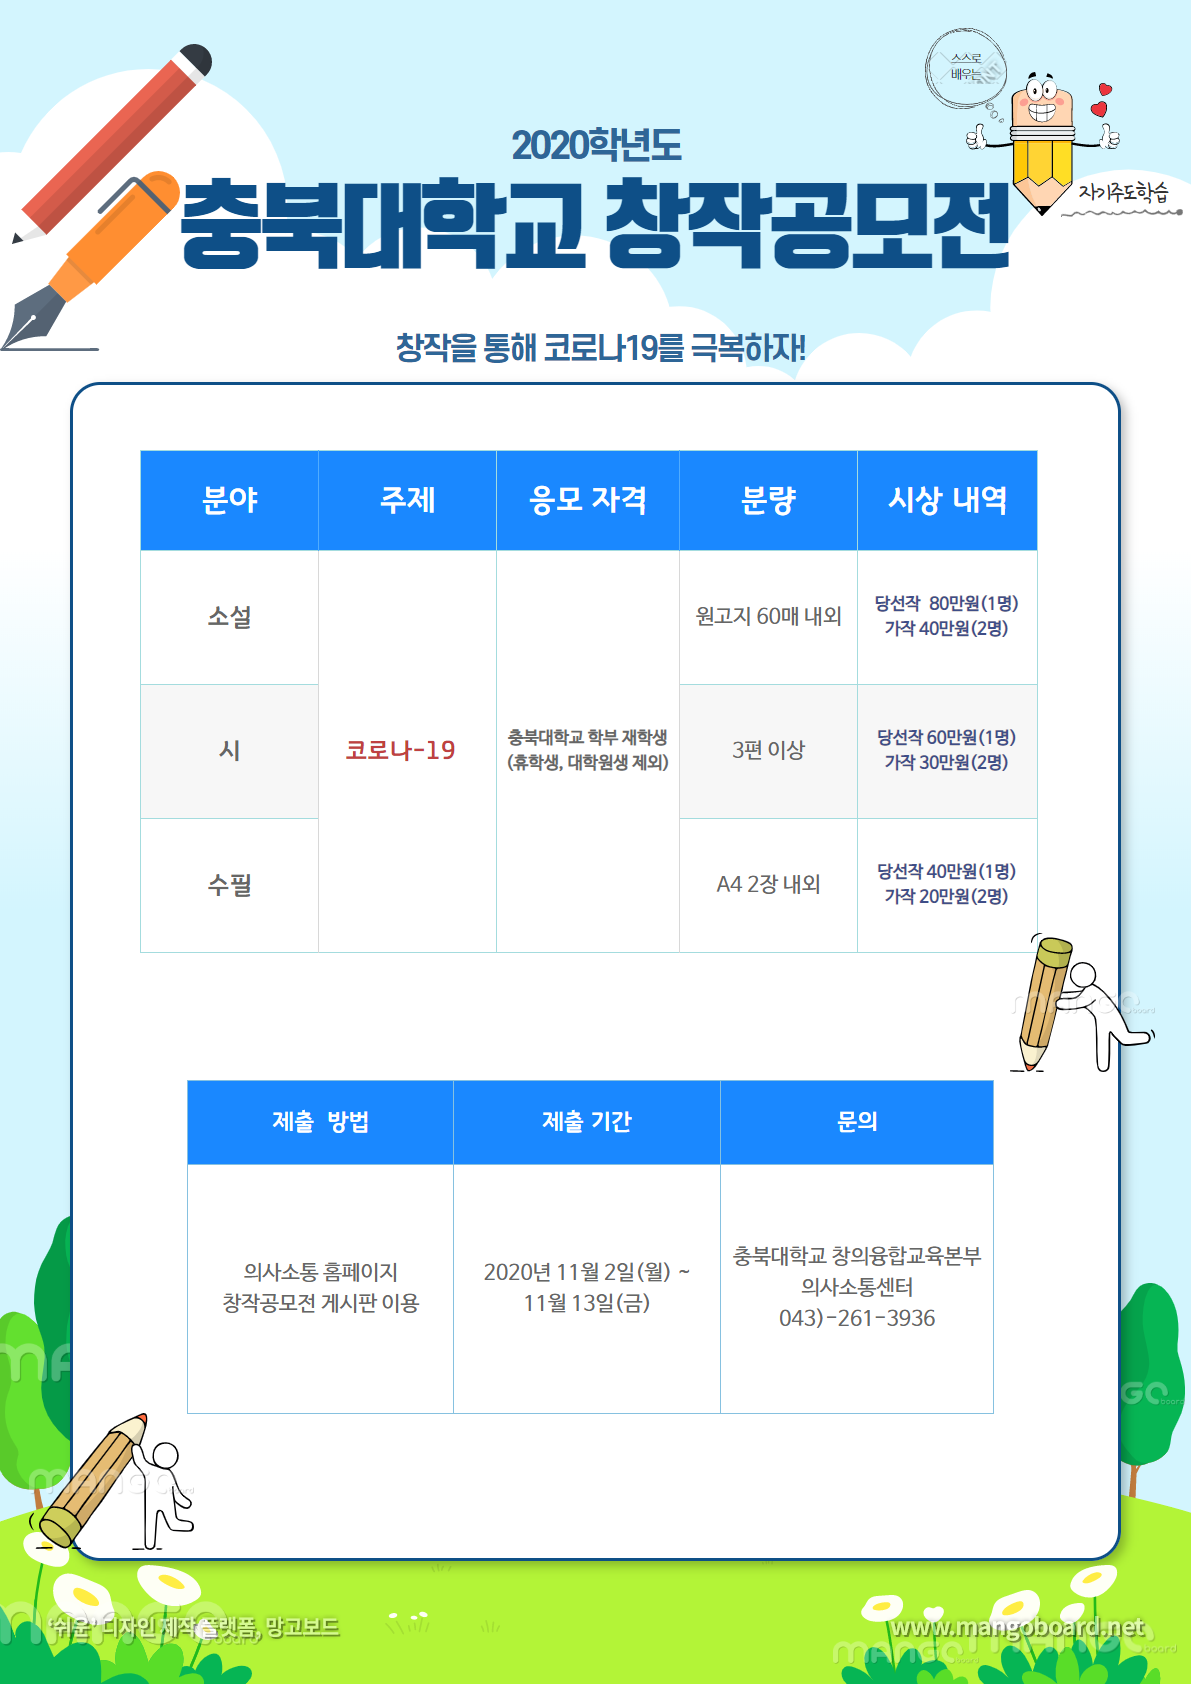 스스로
배우는
2020학년도
충북대학교 창작공모전
자기주도학습
창작을 통해 코로나19를 극복하자!
분야 주제 응모 자격 분량 시상 내역
소설
원고지 60매 내외
당선작 80만원(1명)
가작 40만원(2명)
시
코로나-19
충북대학교 학부 재학생
(휴학생, 대학원생 제외)
3편 이상
당선작 60만원(1명)
가작 30만원(2명)
수필
A4 2장 내외
당선작 40만원(1명)
가작 20만원(2명)
mango board
제출 방법 제출 기간 문의
의사소통 홈페이지
창작공모전 게시판 이용
2020년 11월 2일(월) ~
11월 13일(금)
충북대학교 창의융합교육본부
의사소통센터
043)-261-3936
mango board
'쉬운' 디자인 제작 플랫폼, 망고보드
www.mangoboard.net
mango board